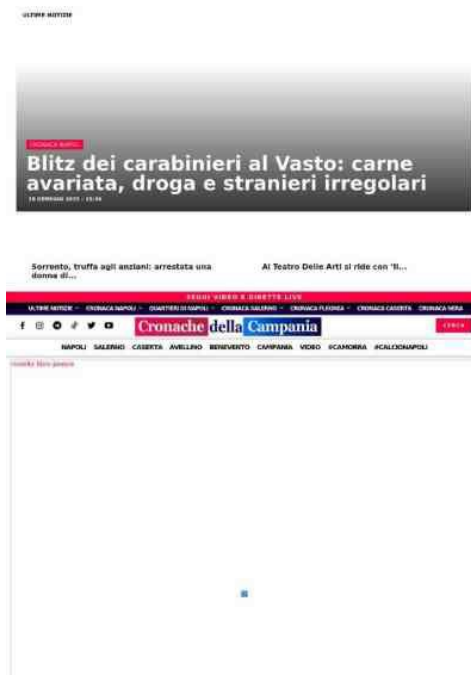 ULTIME NOTIZIE
CRONACA NAPOLI
Blitz dei carabinieri al Vasto: carne
avariata, droga e stranieri irregolari
Sorrento, truffa agli anziani: arrestata una
donna di...
Al Teatro Delle Arti si ride con "Il...
SEGUI VIDEO E DIRETTE LIVE
ULTIME NOTIZIE CRONACA NAPOLI QUARTIERI DI NAPOLI CRONACA SALERNO CRONACA FLEGREA CRONACA CASERTA CRONACA NERA
Cronache della Campania
CERCA
NAPOLI SALERNO CASERTA AVELLINO BENEVENTO CAMPANIA VIDEO #CAMORRA #CALCIONAPOLI